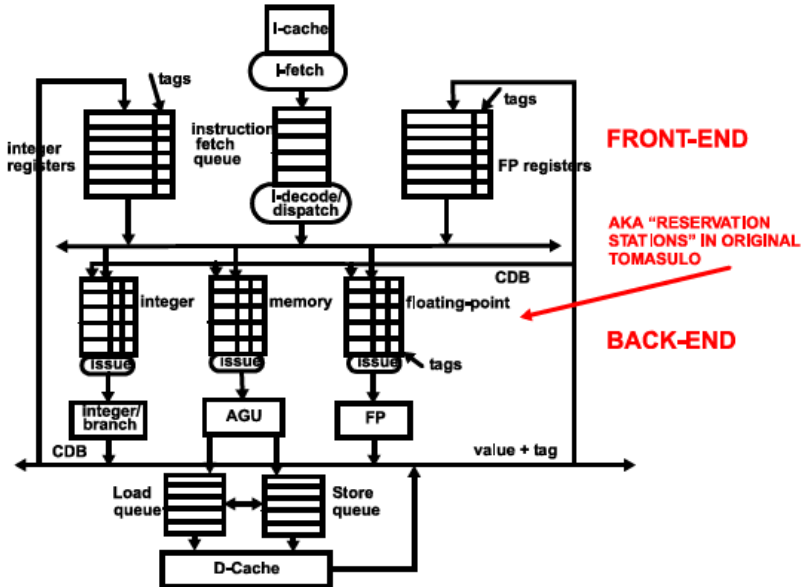 I-cache
I-fetch
tags
tags
integer
registers
instruction
fetch
queue
FP registers
FRONT-END
I-decode/
dispatch
AKA “RESERVATION
STATIONS” IN ORIGINAL
TOMASULO
CDB
integer
memory
floating-point
BACK-END
issue
issue
issue
tags
integer/
branch
AGU
FP
CDB
value + tag
Load
queue
Store
queue
D-Cache